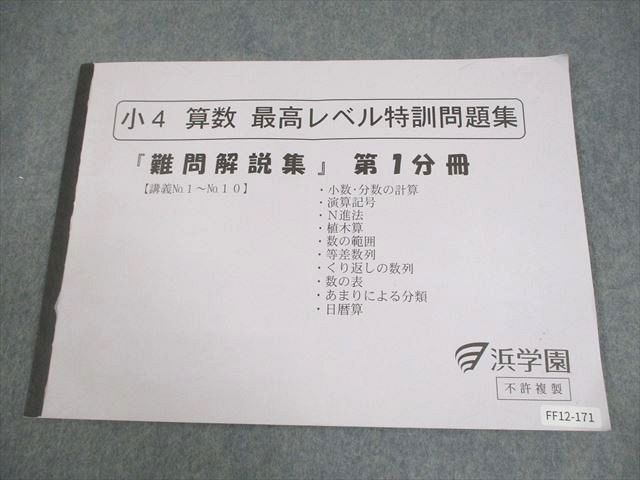 小4 算数 最高レベル特訓問題集
『難問解説集』 第1分冊
【講義№1～№10】
・小数・分数の計算
・演算記号
・N進法
・植木算
・数の範囲
・等差数列
・くり返しの数列
・数の表
・あまりによる分類
・日暦算
浜学園
不許複製
FF12-171